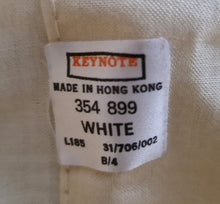 KEYNOTE
MADE IN HONG KONG
354 899
WHITE
L185 31/706/002
B/4